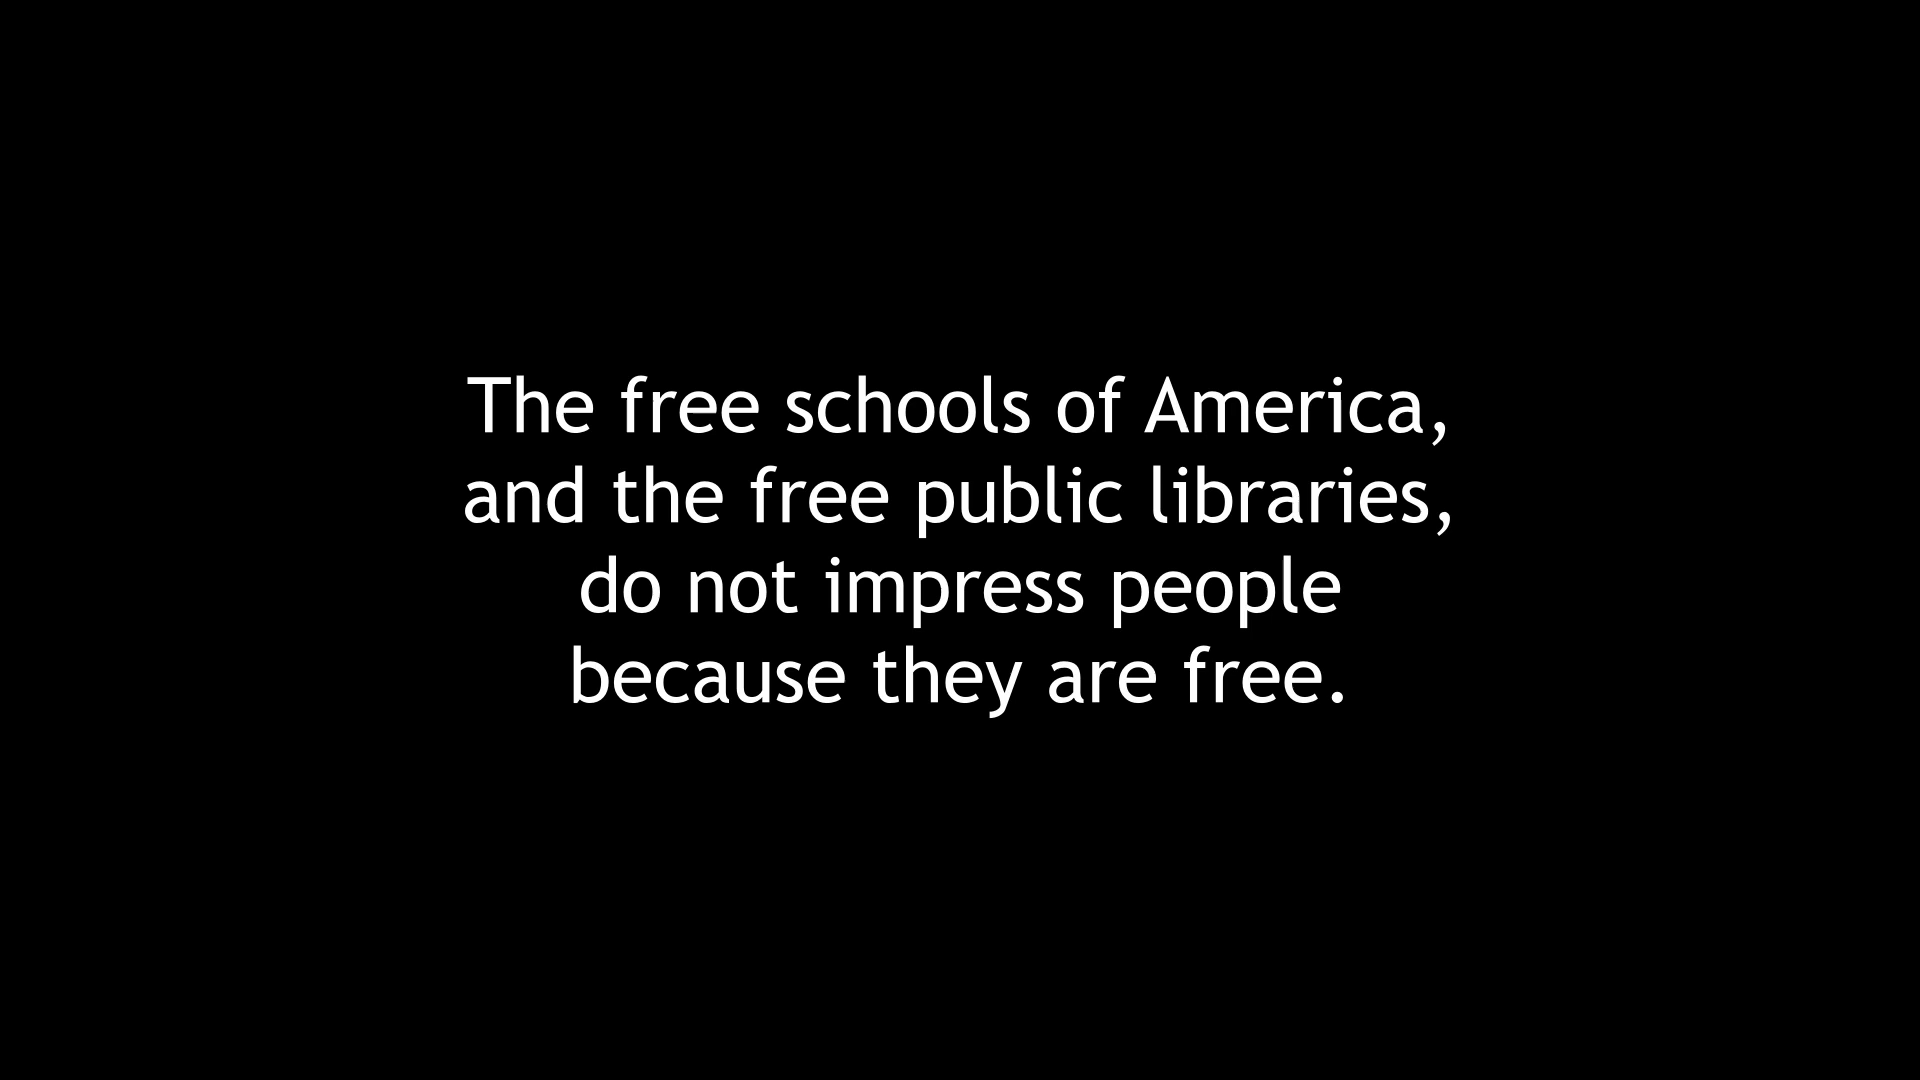 The free schools of America,
and the free public libraries,
do not impress people
because they are free.